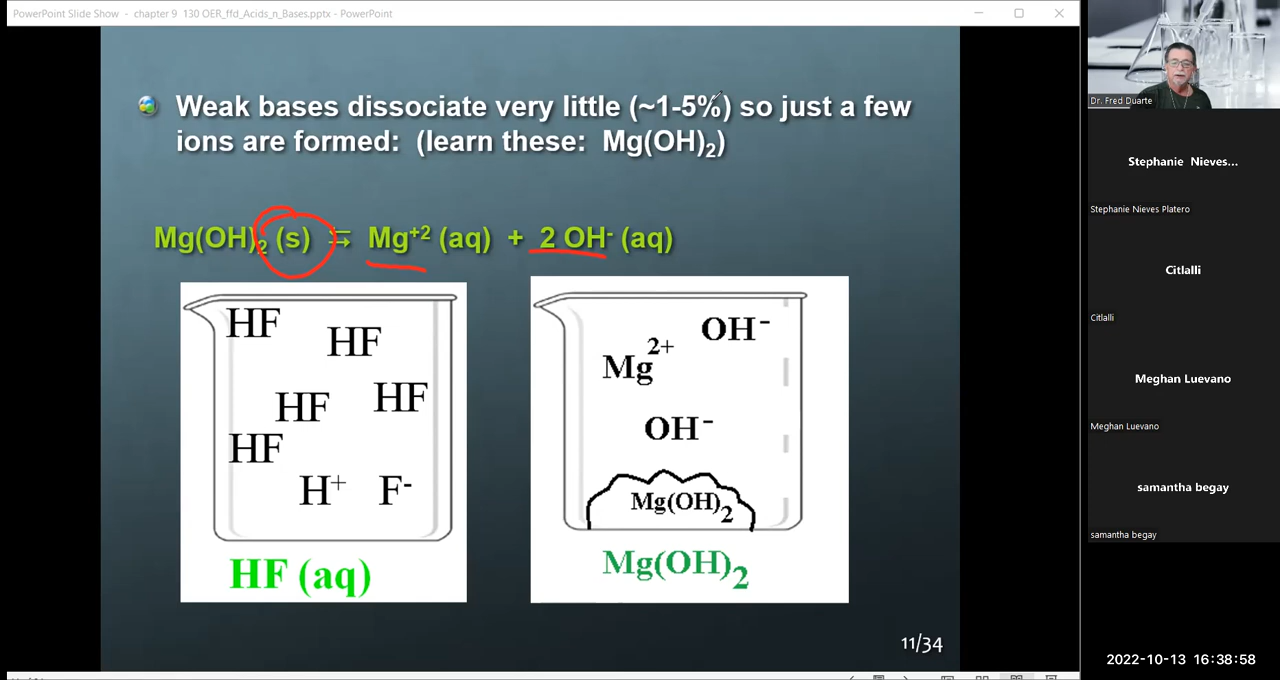 PowerPoint Slide Show - chapter 9 130 OER_ffd_Acids_n_Bases.pptx - PowerPoint
Weak bases dissociate very little (~1-5%) so just a few
ions are formed: (learn these: Mg(OH)₂)
Mg(OH)₂ (s) ⇆ Mg⁺² (aq) + 2 OH⁻ (aq)
HF
HF
HF
HF
HF
H⁺ F⁻
HF (aq)
OH⁻
Mg²⁺
OH⁻
Mg(OH)₂
Mg(OH)₂
11/34
Dr. Fred Duarte
Stephanie Nieves...
Stephanie Nieves Platero
Citlalli
Citlalli
Meghan Luevano
Meghan Luevano
samantha begay
samantha begay
2022-10-13 16:38:58